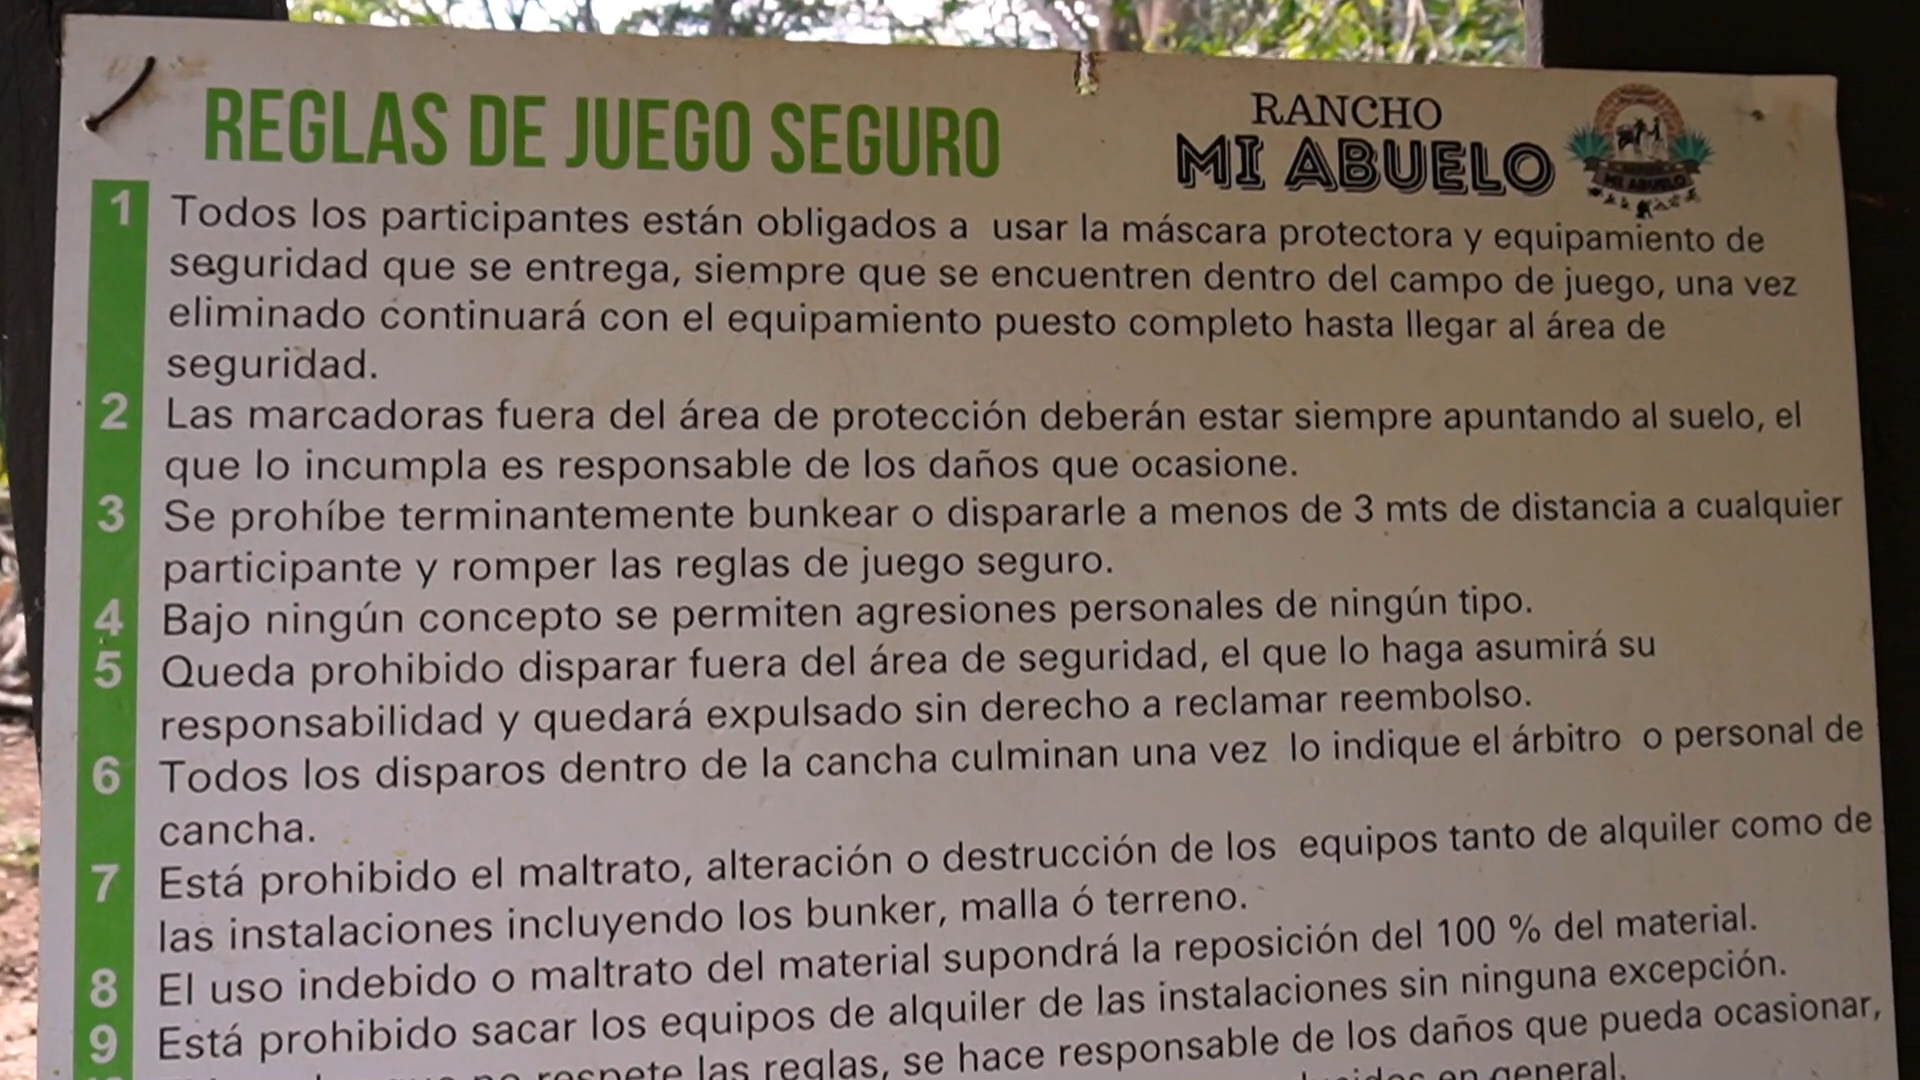 REGLAS DE JUEGO SEGURO
RANCHO
MI ABUELO
MI ABUELO
1 Todos los participantes están obligados a usar la máscara protectora y equipamiento de
seguridad que se entrega, siempre que se encuentren dentro del campo de juego, una vez
eliminado continuará con el equipamiento puesto completo hasta llegar al área de
seguridad.
2 Las marcadoras fuera del área de protección deberán estar siempre apuntando al suelo, el
que lo incumpla es responsable de los daños que ocasione.
3 Se prohíbe terminantemente bunkear o dispararle a menos de 3 mts de distancia a cualquier
participante y romper las reglas de juego seguro.
4 Bajo ningún concepto se permiten agresiones personales de ningún tipo.
5 Queda prohibido disparar fuera del área de seguridad, el que lo haga asumirá su
responsabilidad y quedará expulsado sin derecho a reclamar reembolso.
6 Todos los disparos dentro de la cancha culminan una vez lo indique el árbitro o personal de
cancha.
7 Está prohibido el maltrato, alteración o destrucción de los equipos tanto de alquiler como de
las instalaciones incluyendo los bunker, malla ó terreno.
8 El uso indebido o maltrato del material supondrá la reposición del 100 % del material.
9 Está prohibido sacar los equipos de alquiler de las instalaciones sin ninguna excepción.
respete las reglas, se hace responsable de los daños que pueda ocasionar,
en general.